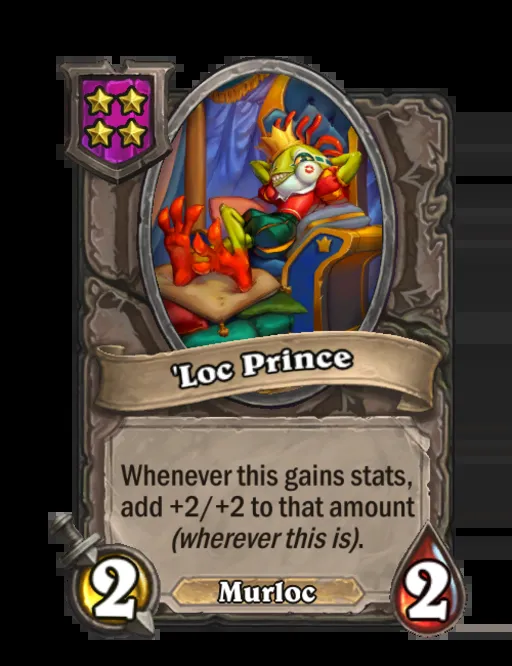 'Loc Prince
Whenever this gains stats,
add +2/+2 to that amount
(wherever this is).
2
Murloc
2